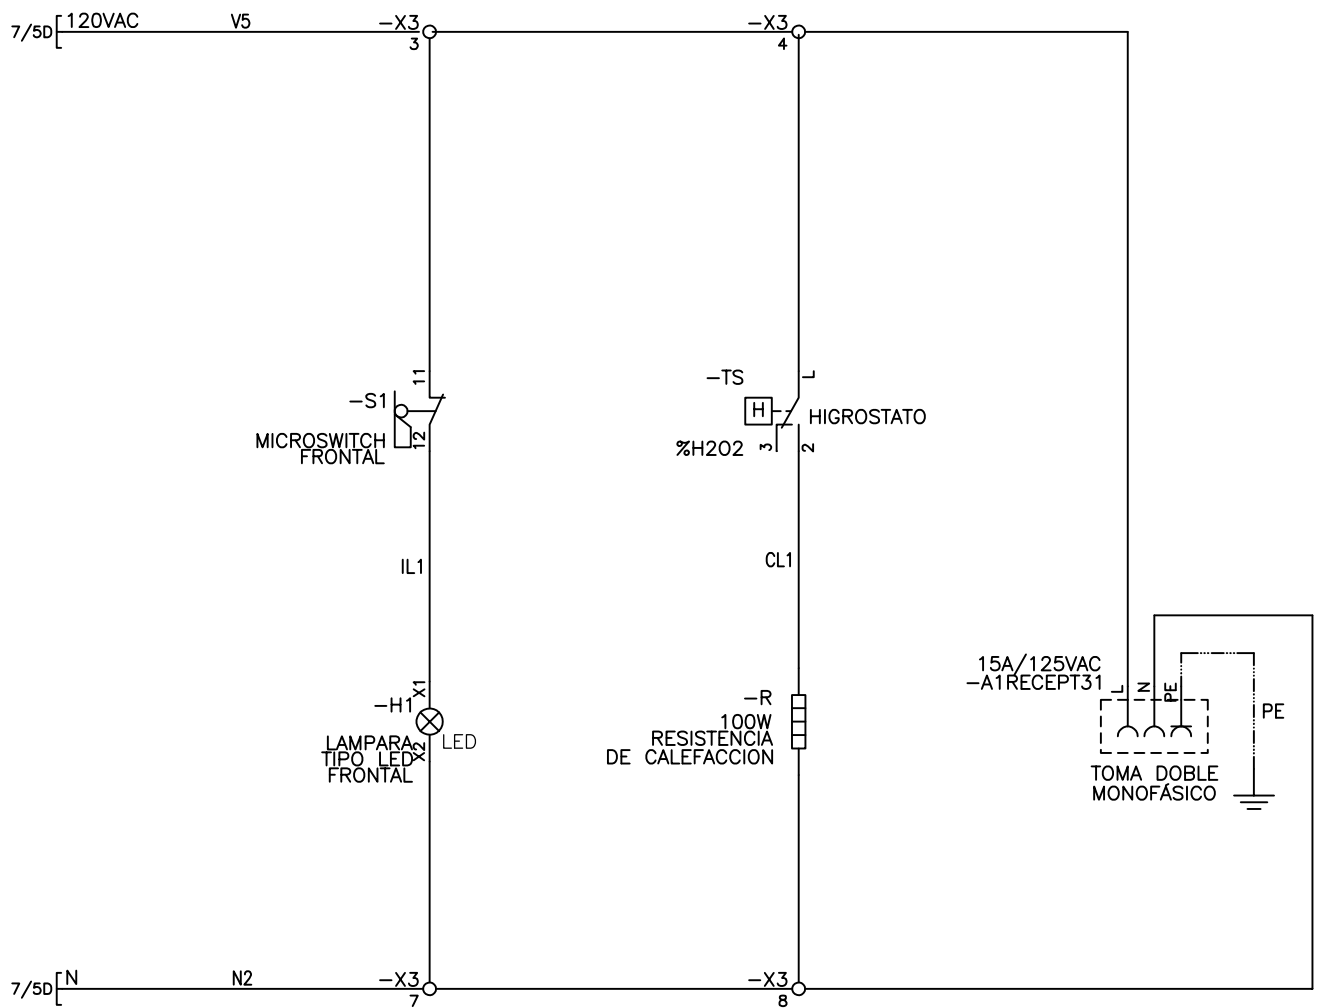 7/5D 120VAC V5 -X3 3 -X3 4
11
-S1
MICROSWITCH
FRONTAL
12
-TS L
H HIGROSTATO
%H2O2 3 2
IL1
CL1
X1
-H1
LAMPARA
TIPO LED
FRONTAL
X2
LED
-R
100W
RESISTENCIA
DE CALEFACCION
15A/125VAC
-A1RECEPT31
L N PE
PE
TOMA DOBLE
MONOFÁSICO
7/5D N N2 -X3 7 -X3 8